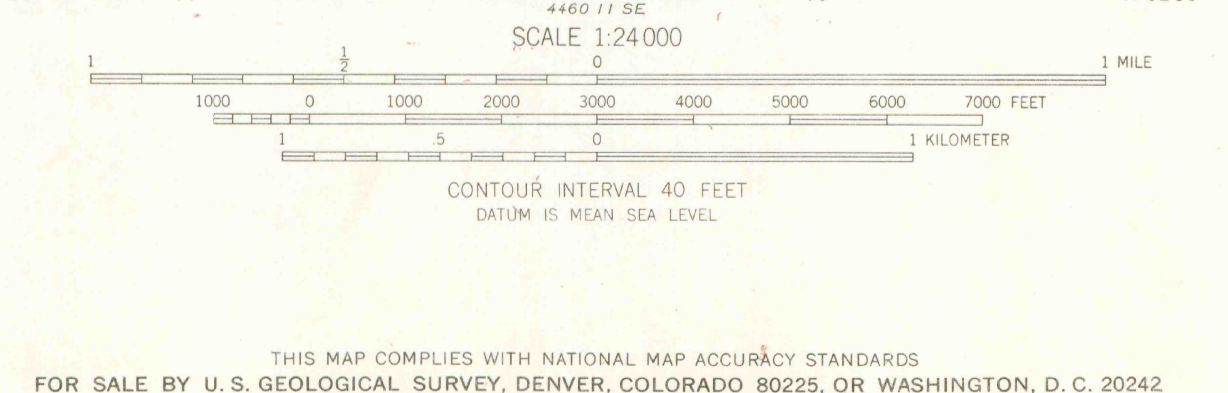 4460 II SE
SCALE 1:24 000
1 1/2 0 1 MILE
1000 0 1000 2000 3000 4000 5000 6000 7000 FEET
1 .5 0 1 KILOMETER
CONTOUR INTERVAL 40 FEET
DATUM IS MEAN SEA LEVEL
THIS MAP COMPLIES WITH NATIONAL MAP ACCURACY STANDARDS
FOR SALE BY U. S. GEOLOGICAL SURVEY, DENVER, COLORADO 80225, OR WASHINGTON, D. C. 20242